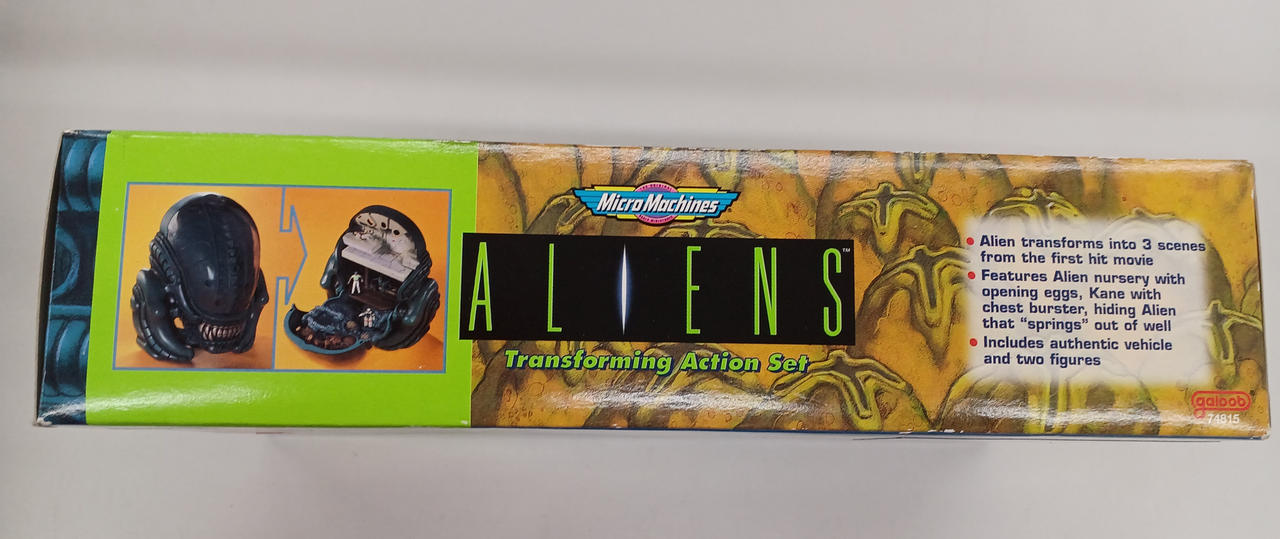 MicroMachines
ALIENS™
Transforming Action Set
• Alien transforms into 3 scenes
from the first hit movie
• Features Alien nursery with
opening eggs, Kane with
chest burster, hiding Alien
that “springs” out of well
• Includes authentic vehicle
and two figures
galoob®
74815